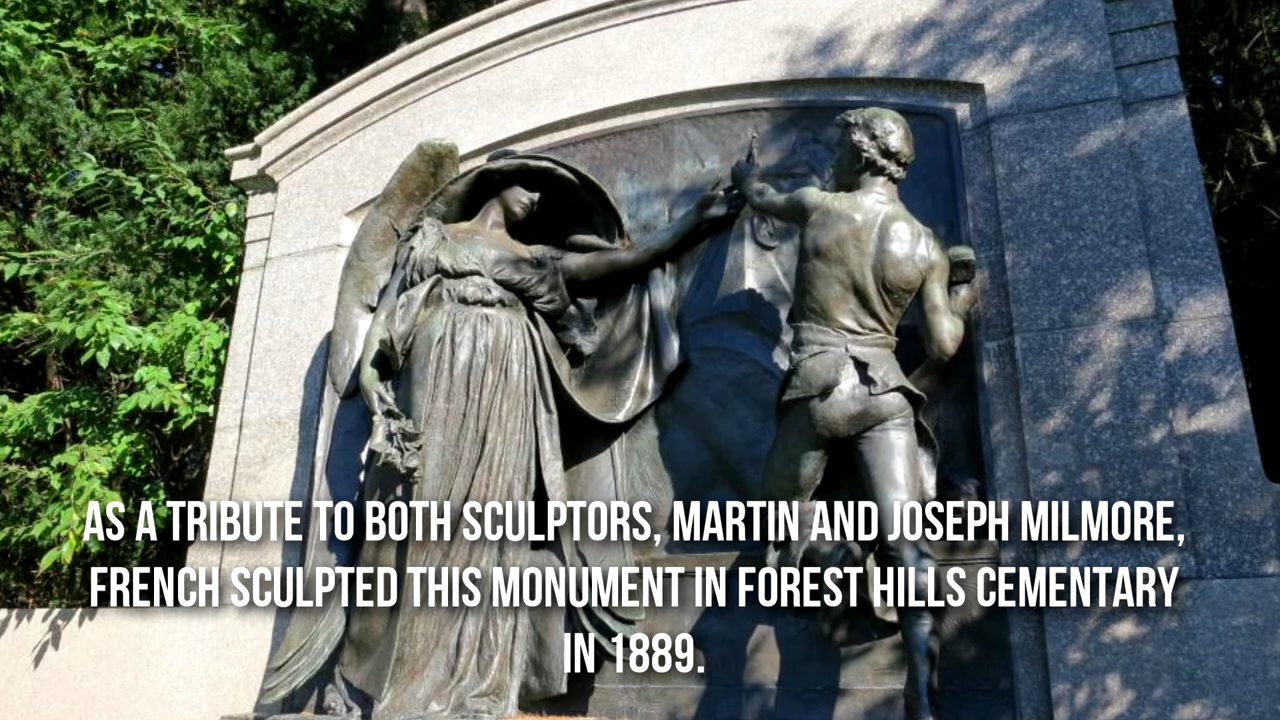 AS A TRIBUTE TO BOTH SCULPTORS, MARTIN AND JOSEPH MILMORE,
FRENCH SCULPTED THIS MONUMENT IN FOREST HILLS CEMENTARY
IN 1889.